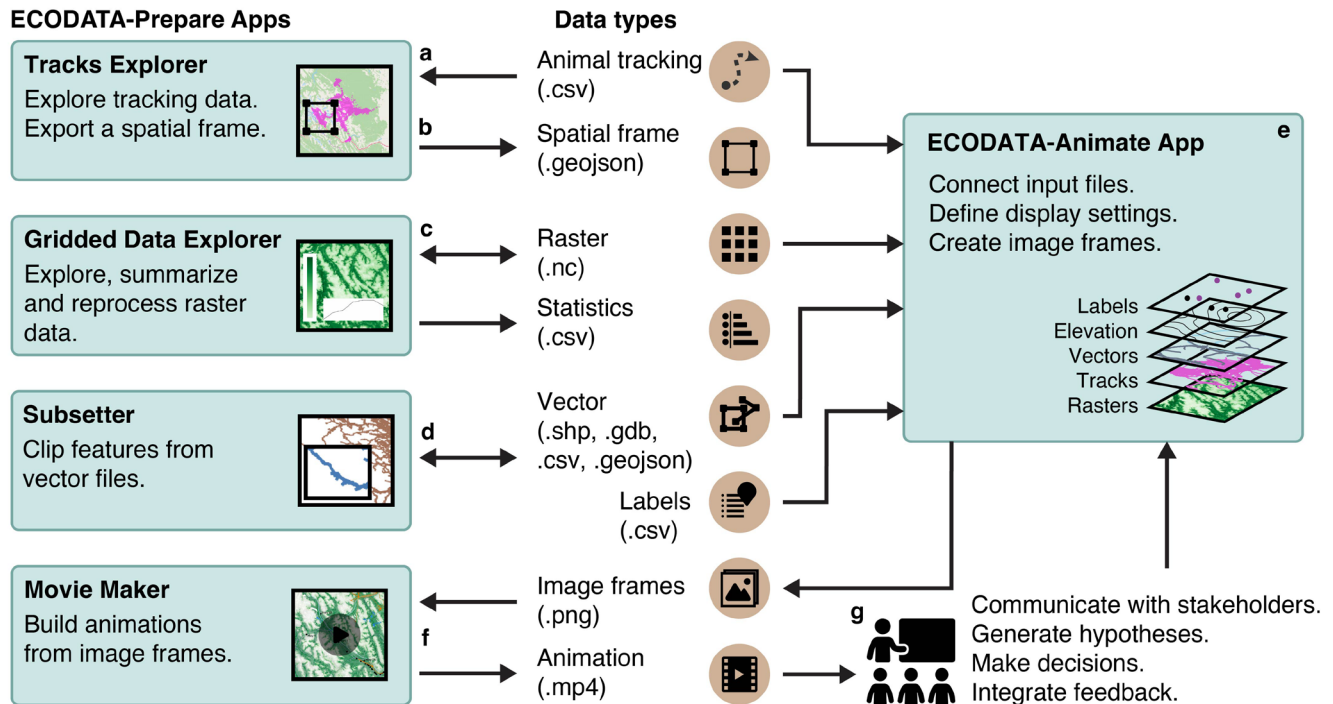 ECODATA-Prepare Apps
Tracks Explorer
Explore tracking data.
Export a spatial frame.
Gridded Data Explorer
Explore, summarize
and reprocess raster
data.
Subsetter
Clip features from
vector files.
Movie Maker
Build animations
from image frames.
a
b
c
d
f
Data types
Animal tracking
(.csv)
Spatial frame
(.geojson)
Raster
(.nc)
Statistics
(.csv)
Vector
(.shp, .gdb,
.csv, .geojson)
Labels
(.csv)
Image frames
(.png)
Animation
(.mp4)
ECODATA-Animate App
e
Connect input files.
Define display settings.
Create image frames.
Labels
Elevation
Vectors
Tracks
Rasters
g
Communicate with stakeholders.
Generate hypotheses.
Make decisions.
Integrate feedback.